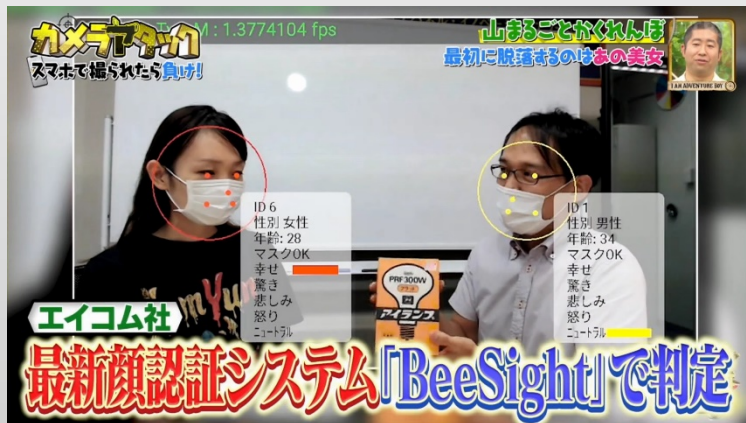 カメラアタック
スマホで撮られたら負け!
M : 1.3774104 fps
山まるごとかくれんぼ
最初に脱落するのはあの美女
I AM ADVENTURE BOY
ID 6
性別 女性
年齢: 28
マスクOK
幸せ
驚き
悲しみ
怒り
ニュートラル
ID 1
性別 男性
年齢: 34
マスクOK
幸せ
驚き
悲しみ
怒り
ニュートラル
PRF300W
アイランプ
エイコム社
最新顔認証システム「BeeSight」で判定